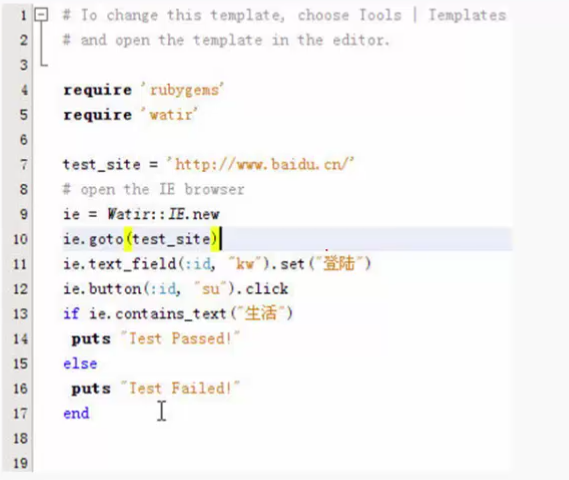 1 # To change this template, choose Tools | Templates
2 # and open the template in the editor.
3
4 require 'rubygems'
5 require 'watir'
6
7 test_site = 'http://www.baidu.cn/'
8 # open the IE browser
9 ie = Watir::IE.new
10 ie.goto(test_site)
11 ie.text_field(:id, "kw").set("登陆")
12 ie.button(:id, "su").click
13 if ie.contains_text("生活")
14 puts "Test Passed!"
15 else
16 puts "Test Failed!"
17 end
18
19